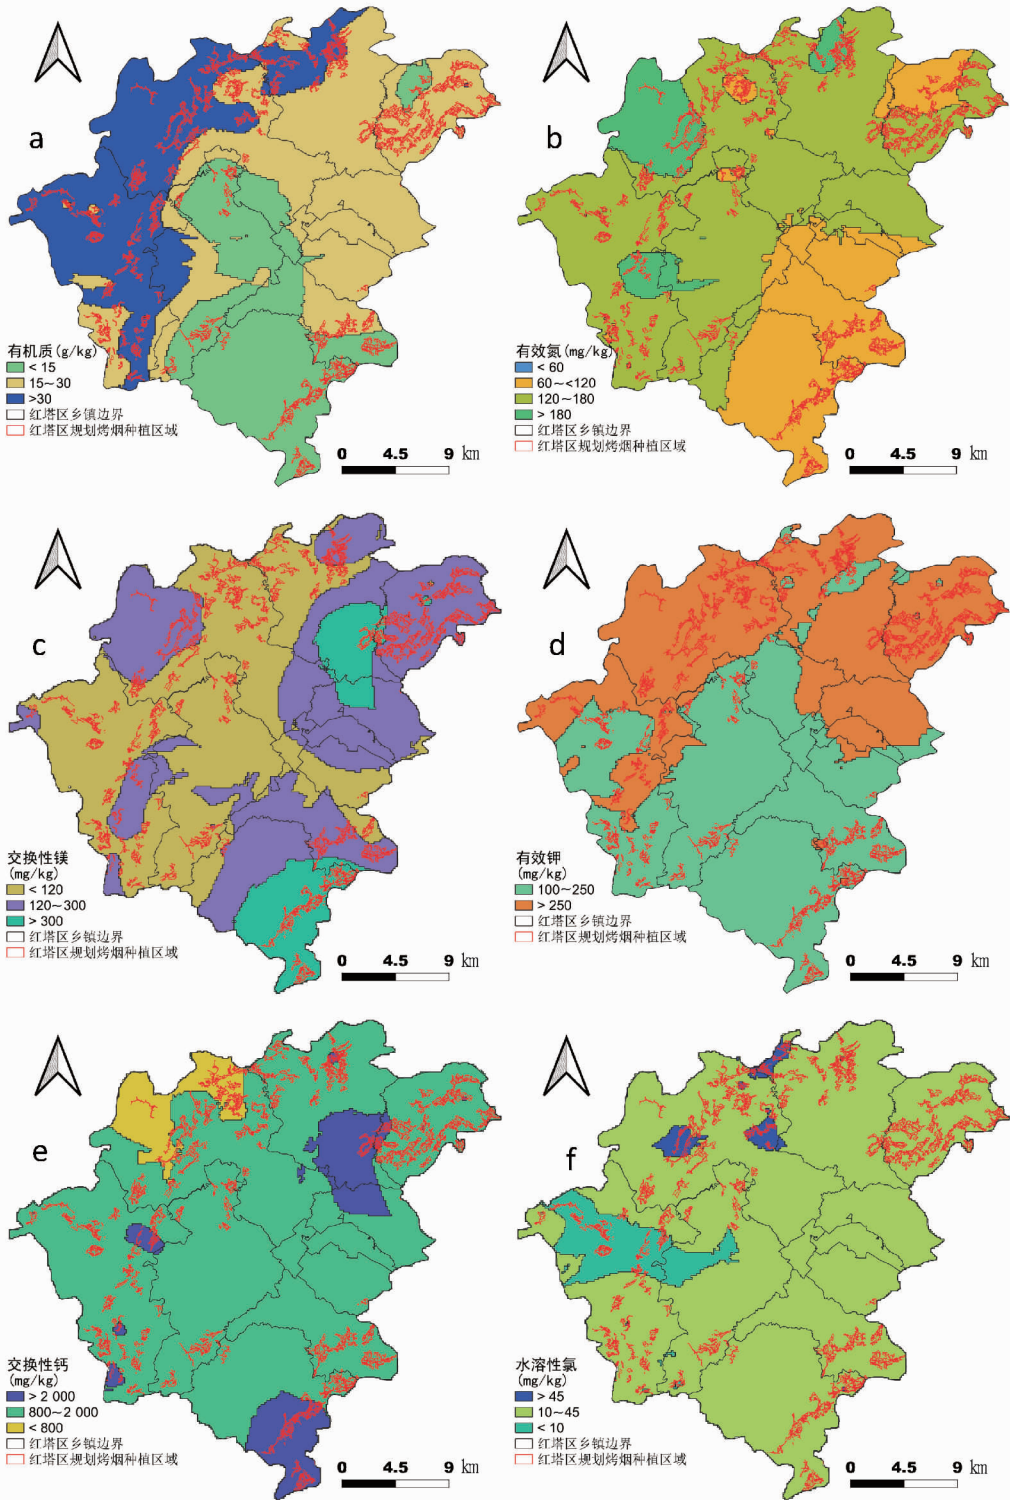 a
有机质(g/kg)
< 15
15～30
>30
红塔区乡镇边界
红塔区规划烤烟种植区域
0 4.5 9 km
b
有效氮(mg/kg)
< 60
60～<120
120～180
> 180
红塔区乡镇边界
红塔区规划烤烟种植区域
0 4.5 9 km
c
交换性镁
(mg/kg)
< 120
120～300
> 300
红塔区乡镇边界
红塔区规划烤烟种植区域
0 4.5 9 km
d
有效钾
(mg/kg)
100～250
> 250
红塔区乡镇边界
红塔区规划烤烟种植区域
0 4.5 9 km
e
交换性钙
(mg/kg)
> 2 000
800～2 000
< 800
红塔区乡镇边界
红塔区规划烤烟种植区域
0 4.5 9 km
f
水溶性氯
(mg/kg)
> 45
10～45
< 10
红塔区乡镇边界
红塔区规划烤烟种植区域
0 4.5 9 km